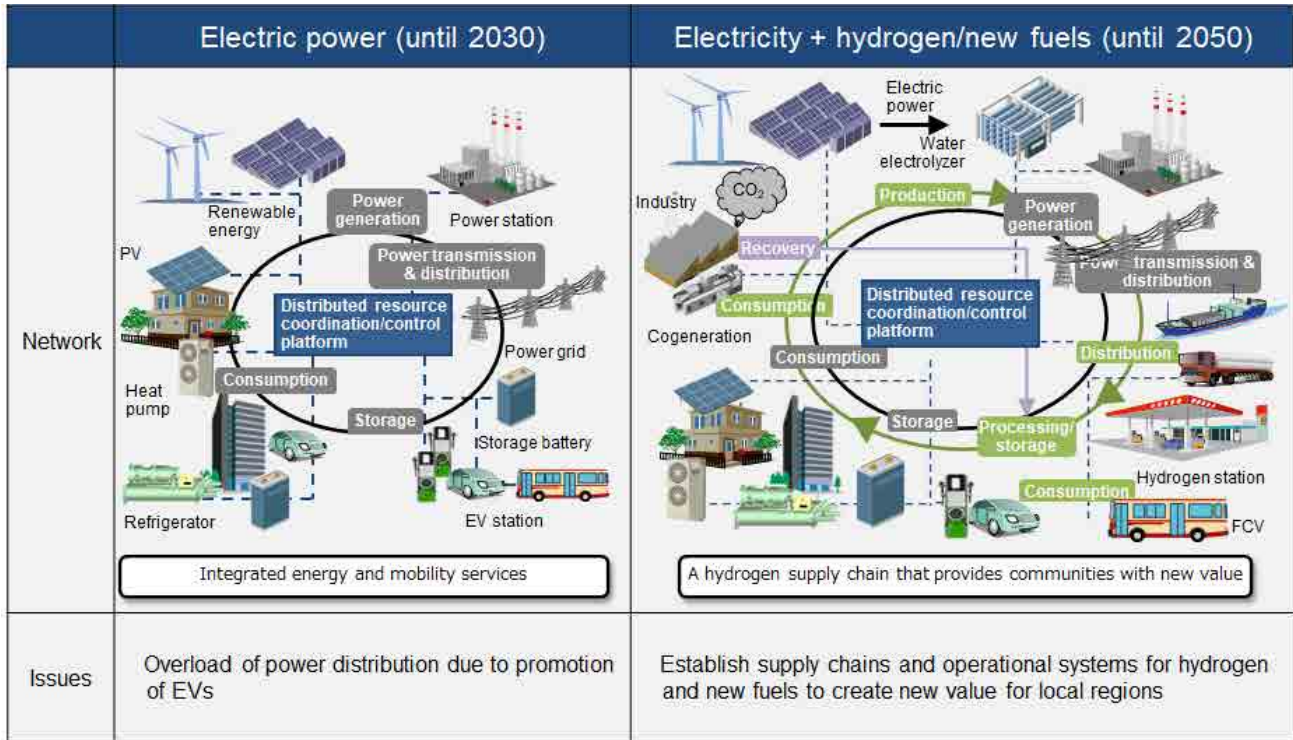 Electric power (until 2030)
Electricity + hydrogen/new fuels (until 2050)
Network
Renewable
energy
Power
generation
Power station
PV
Power transmission
& distribution
Distributed resource
coordination/control
platform
Power grid
Heat
pump
Consumption
Storage
Storage battery
Refrigerator
EV station
Integrated energy and mobility services
Electric
power
Water
electrolyzer
CO2
Industry
Production
Power
generation
Recovery
Power transmission &
distribution
Consumption
Distributed resource
coordination/control
platform
Cogeneration
Consumption
Distribution
Storage
Processing/
storage
Hydrogen station
Consumption
FCV
A hydrogen supply chain that provides communities with new value
Issues
Overload of power distribution due to promotion
of EVs
Establish supply chains and operational systems for hydrogen
and new fuels to create new value for local regions